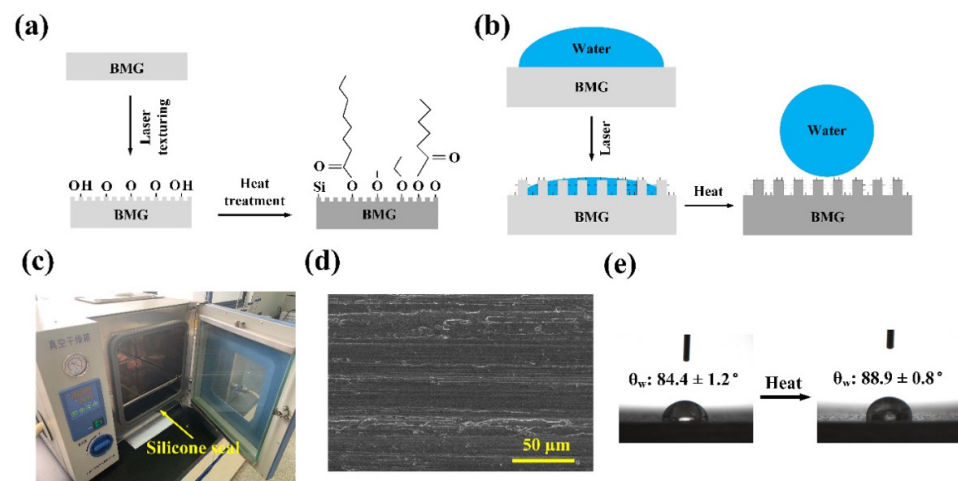 (a)
BMG
Laser
texturing
OH O O O OH
BMG
Heat
treatment
O
O
Si O O O O O
BMG
(b)
Water
BMG
Laser
BMG
Heat
Water
BMG
(c)
真空干燥箱
Silicone seal
(d)
50 µm
(e)
θw: 84.4 ± 1.2°
Heat
θw: 88.9 ± 0.8°